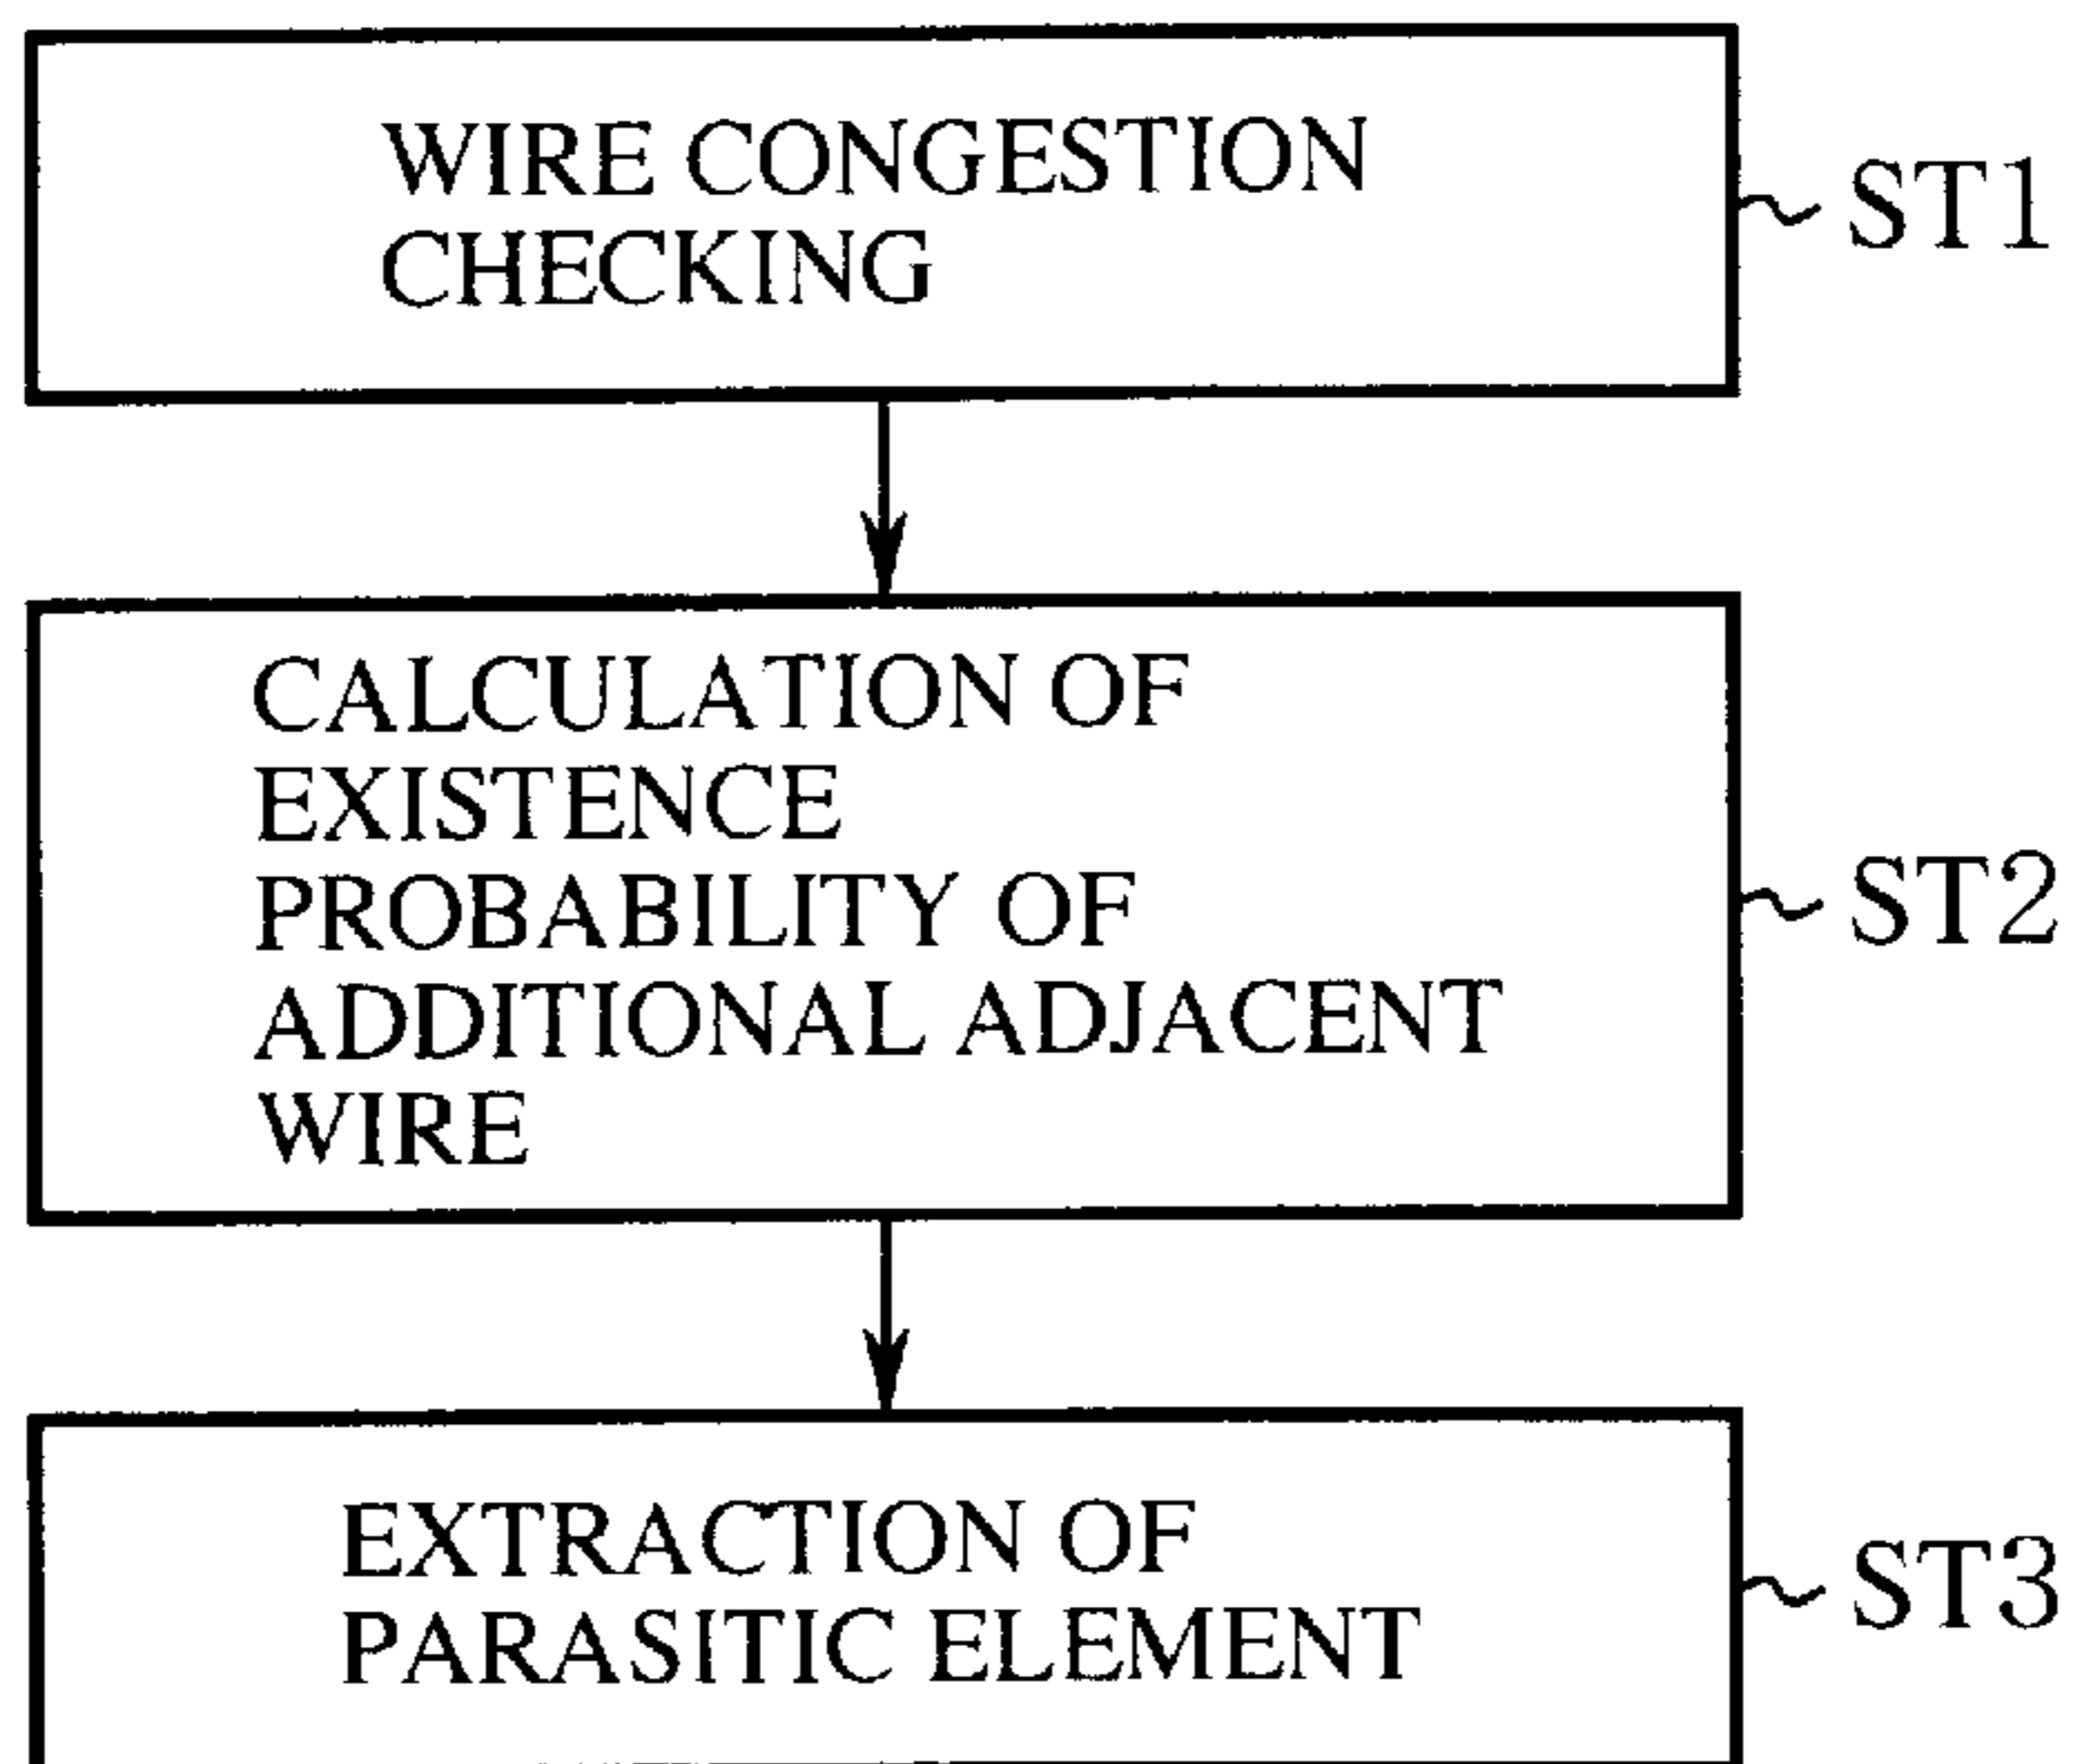 WIRE CONGESTION
CHECKING
ST1
CALCULATION OF
EXISTENCE
PROBABILITY OF
ADDITIONAL ADJACENT
WIRE
ST2
EXTRACTION OF
PARASITIC ELEMENT
ST3